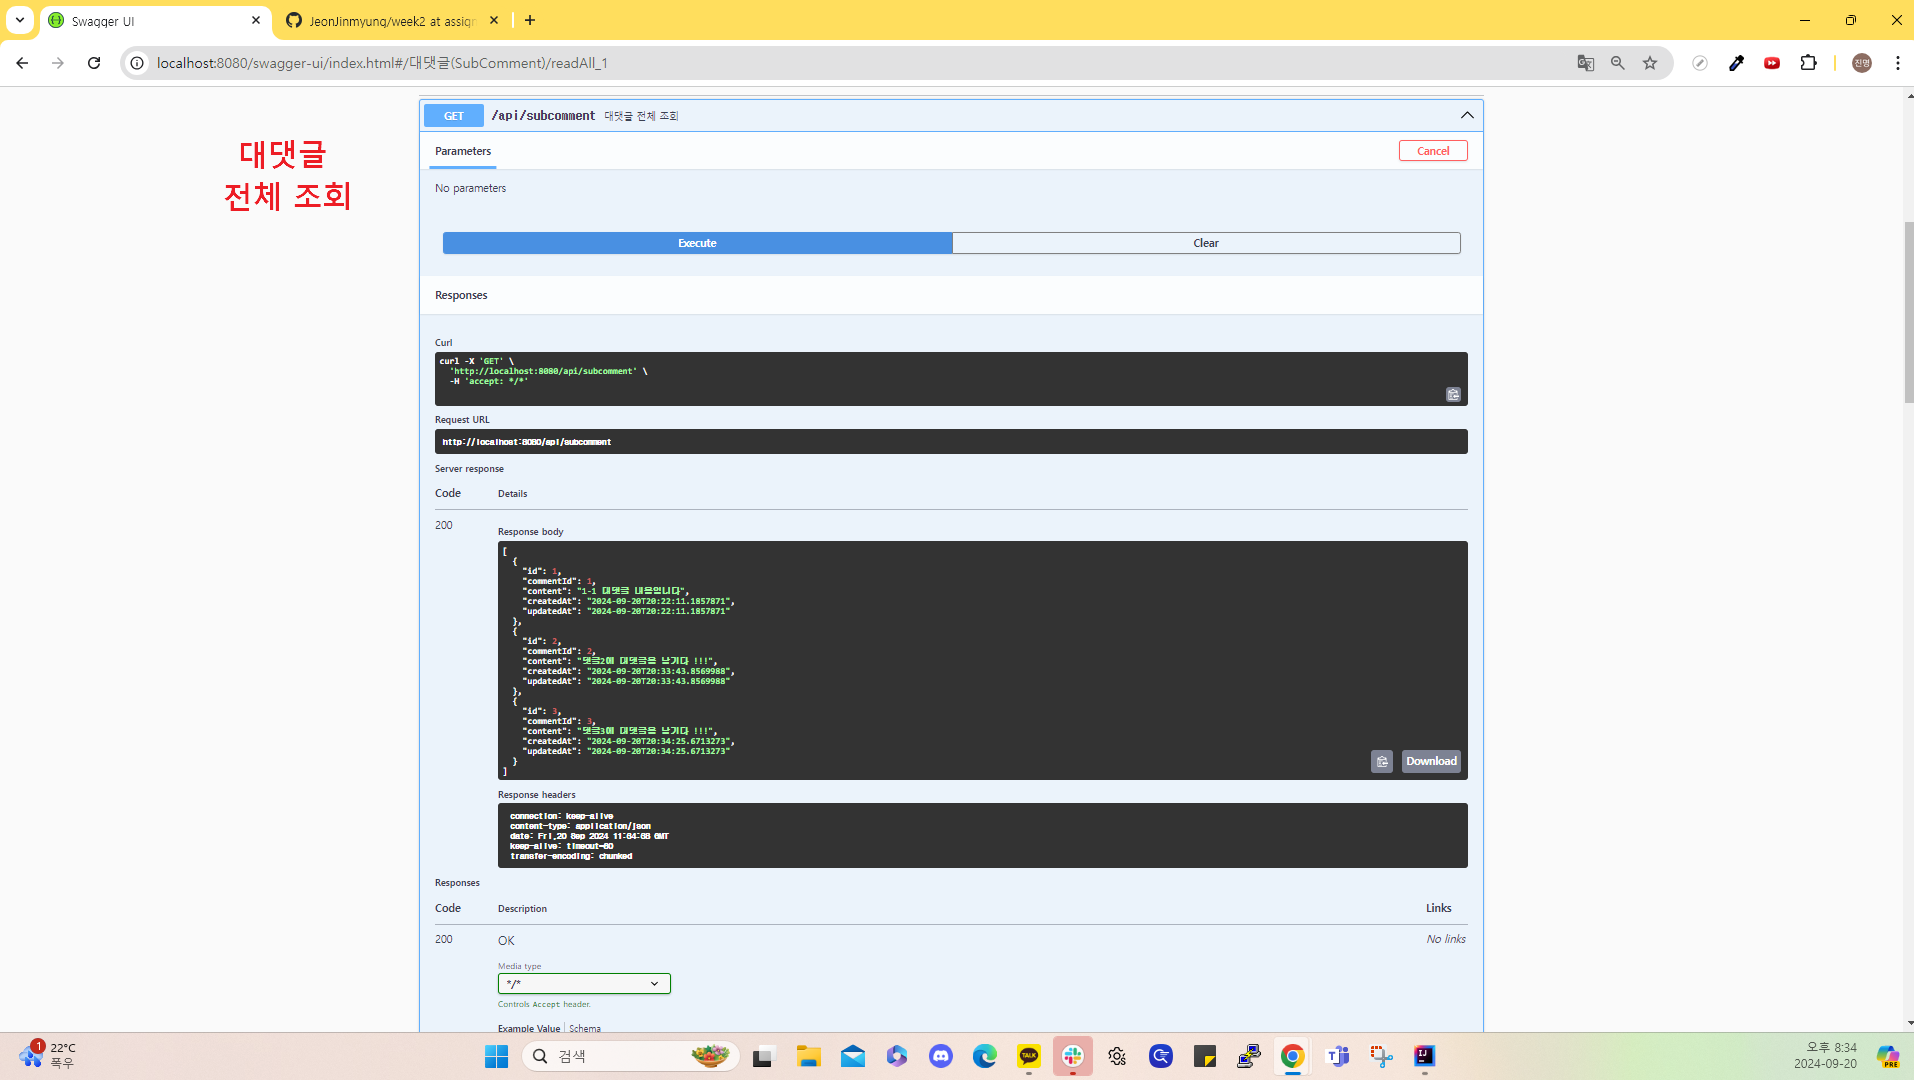 Swagger UI
JeonJinmyung/week2 at assign
localhost:8080/swagger-ui/index.html#/대댓글(SubComment)/readAll_1
진명
대댓글
전체 조회
GET /api/subcomment 대댓글 전체 조회
Parameters
Cancel
No parameters
Execute
Clear
Responses
Curl
curl -X 'GET' \
'http://localhost:8080/api/subcomment' \
-H 'accept: */*'
Request URL
http://localhost:8080/api/subcomment
Server response
Code Details
200
Response body
[
{
"id": 1,
"commentId": 1,
"content": "1-1 대댓글 내용입니다",
"createdAt": "2024-09-20T20:22:11.1857871",
"updatedAt": "2024-09-20T20:22:11.1857871"
},
{
"id": 2,
"commentId": 2,
"content": "댓글2에 대댓글을 남기다 !!!",
"createdAt": "2024-09-20T20:33:43.8569988",
"updatedAt": "2024-09-20T20:33:43.8569988"
},
{
"id": 3,
"commentId": 3,
"content": "댓글3에 대댓글을 남기다 !!!",
"createdAt": "2024-09-20T20:34:25.6713273",
"updatedAt": "2024-09-20T20:34:25.6713273"
}
]
Download
Response headers
connection: keep-alive
content-type: application/json
date: Fri,20 Sep 2024 GMT
keep-alive: timeout=60
transfer-encoding: chunked
Responses
Code Description Links
200 OK No links
Media type
*/*
Controls Accept header.
Example Value Schema
1
22°C
폭우
검색
TALK
IJ
오후 8:34
2024-09-20
PRE